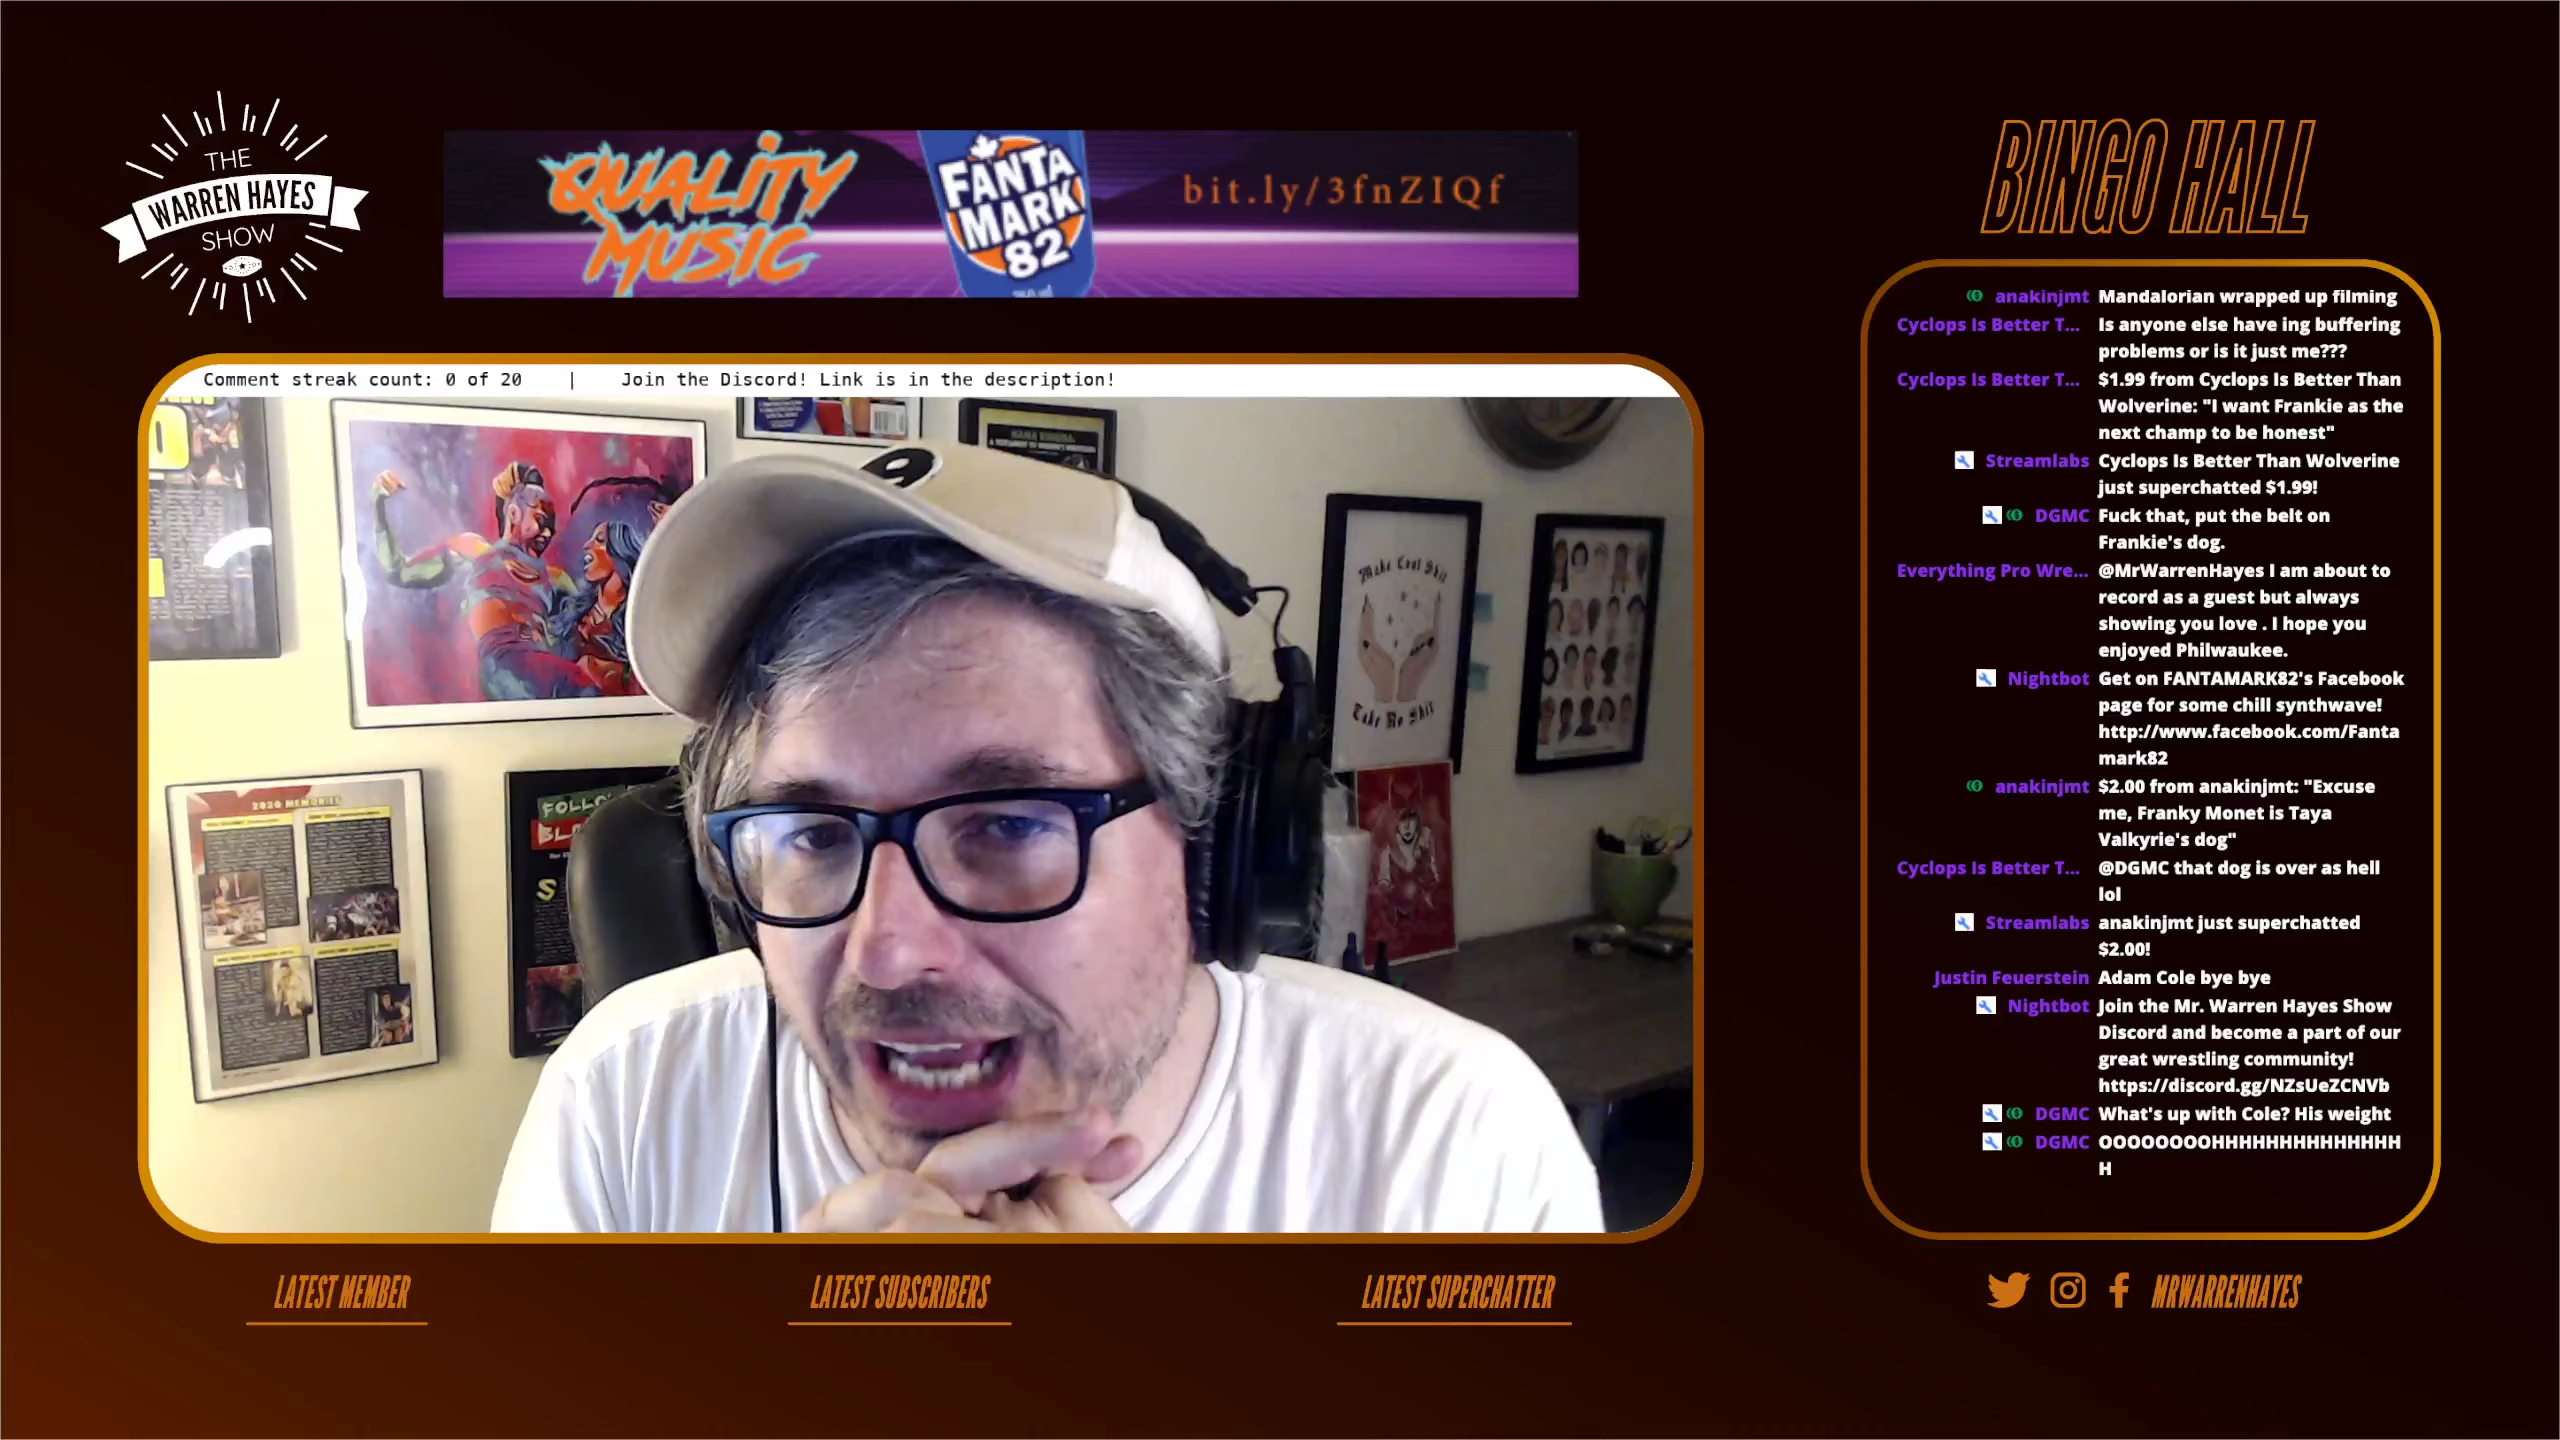 THE
WARREN HAYES
SHOW
QUALITY
MUSIC
FANTA
MARK
82
bit.ly/3fnZIQf
BINGO HALL
Comment streak count: 0 of 20 | Join the Discord! Link is in the description!
2020 MEMORIES
FOLLO
BL
S
Make Cool Shit
Take No Shit
anakinjmt Mandalorian wrapped up filming
Cyclops Is Better T... Is anyone else have ing buffering
problems or is it just me???
Cyclops Is Better T... $1.99 from Cyclops Is Better Than
Wolverine: "I want Frankie as the
next champ to be honest"
Streamlabs Cyclops Is Better Than Wolverine
just superchatted $1.99!
DGMC Fuck that, put the belt on
Frankie's dog.
Everything Pro Wre... @MrWarrenHayes I am about to
record as a guest but always
showing you love . I hope you
enjoyed Philwaukee.
Nightbot Get on FANTAMARK82's Facebook
page for some chill synthwave!
http://www.facebook.com/Fanta
mark82
anakinjmt $2.00 from anakinjmt: "Excuse
me, Franky Monet is Taya
Valkyrie's dog"
Cyclops Is Better T... @DGMC that dog is over as hell
lol
Streamlabs anakinjmt just superchatted
$2.00!
Justin Feuerstein Adam Cole bye bye
Nightbot Join the Mr. Warren Hayes Show
Discord and become a part of our
great wrestling community!
https://discord.gg/NZsUeZCNVb
DGMC What's up with Cole? His weight
DGMC OOOOOOOOHHHHHHHHHHHHHH
H
LATEST MEMBER
LATEST SUBSCRIBERS
LATEST SUPERCHATTER
MRWARRENHAYES